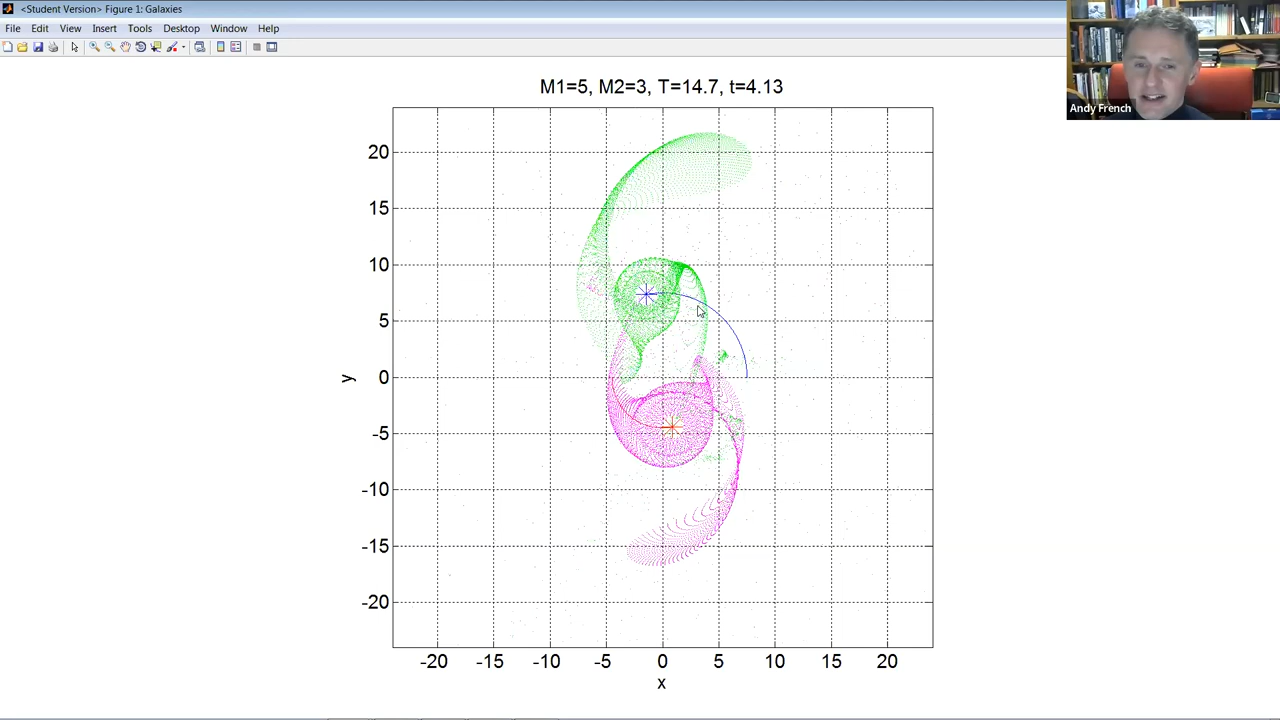 <Student Version> Figure 1: Galaxies
File Edit View Insert Tools Desktop Window Help
Andy French
M1=5, M2=3, T=14.7, t=4.13
20
15
10
5
0
-5
-10
-15
-20
y
-20 -15 -10 -5 0 5 10 15 20
x